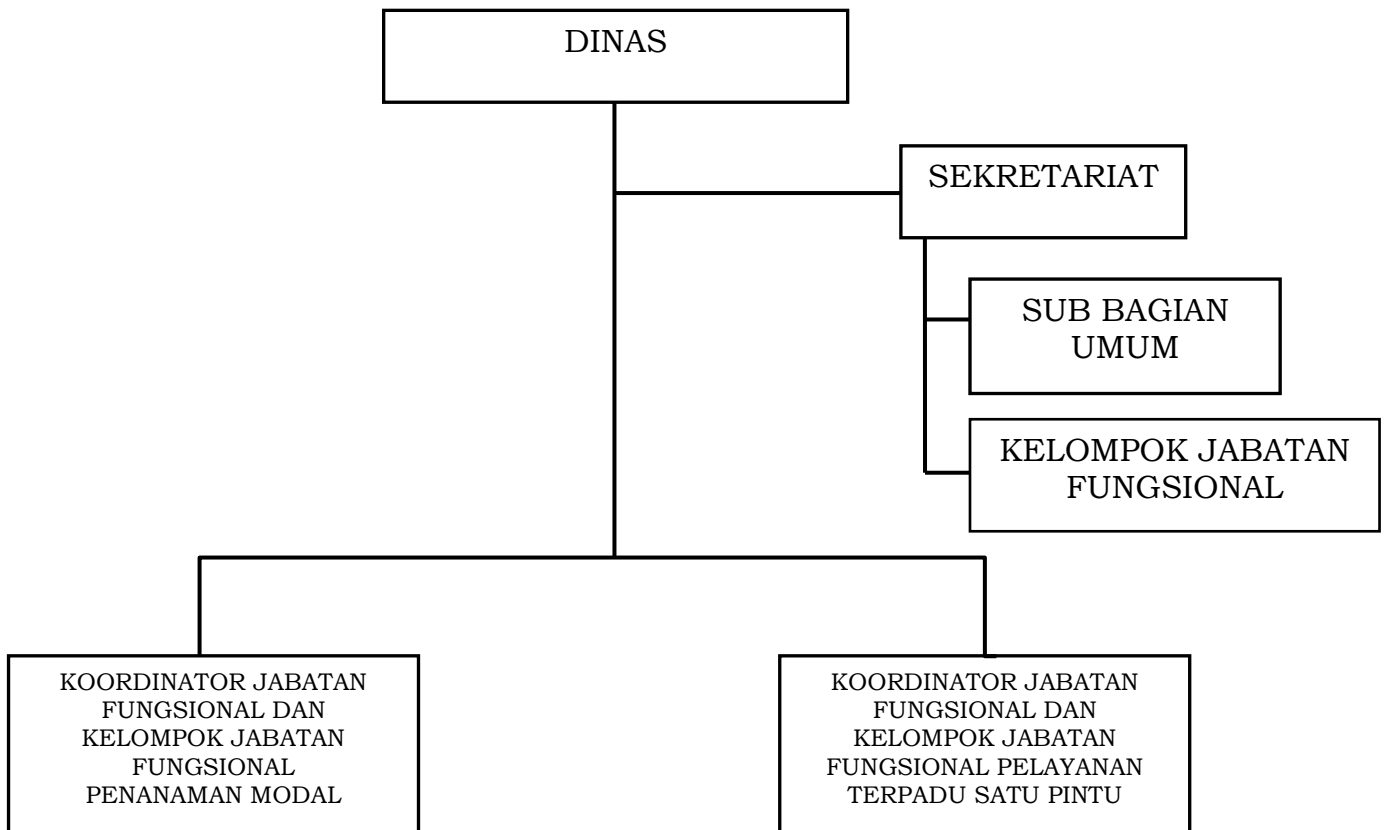 DINAS
SEKRETARIAT
SUB BAGIAN
UMUM
KELOMPOK JABATAN
FUNGSIONAL
KOORDINATOR JABATAN
FUNGSIONAL DAN
KELOMPOK JABATAN
FUNGSIONAL
PENANAMAN MODAL
KOORDINATOR JABATAN
FUNGSIONAL DAN
KELOMPOK JABATAN
FUNGSIONAL PELAYANAN
TERPADU SATU PINTU